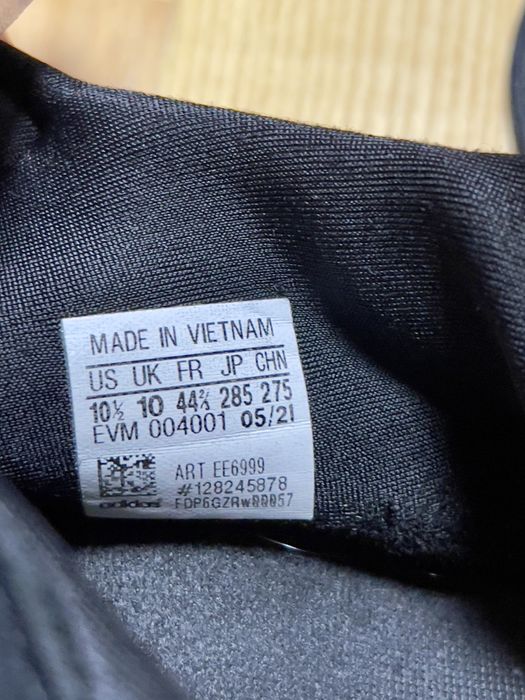 MADE IN VIETNAM
US UK FR JP CHN
10½ 10 44⅔ 285 275
EVM 004001 05/21
ART EE6999
#128245878
adidas